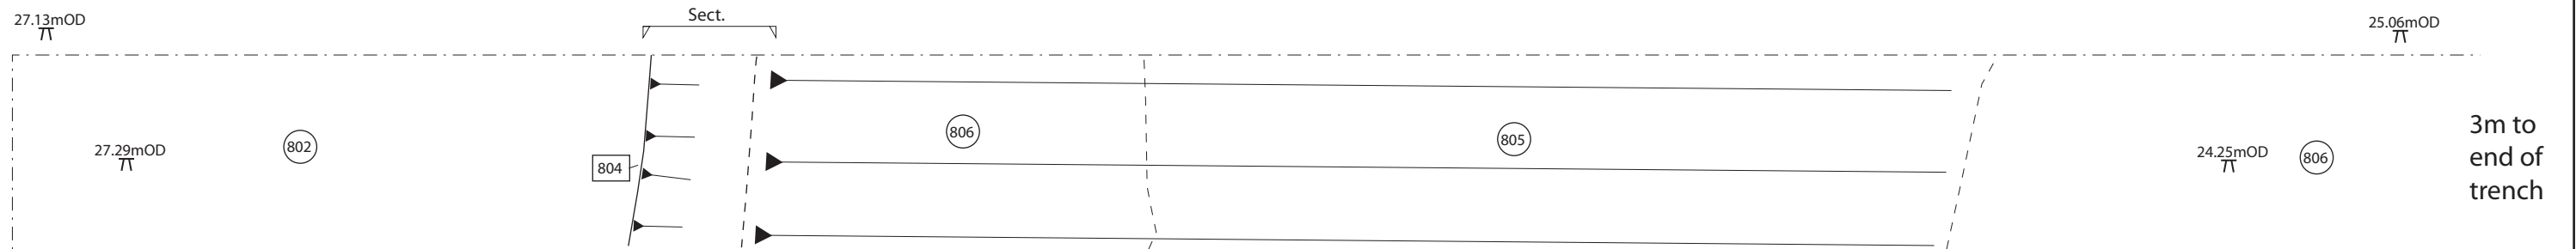 27.13mOD
Sect.
25.06mOD
27.29mOD
802
804
806
805
24.25mOD
806
3m to
end of
trench